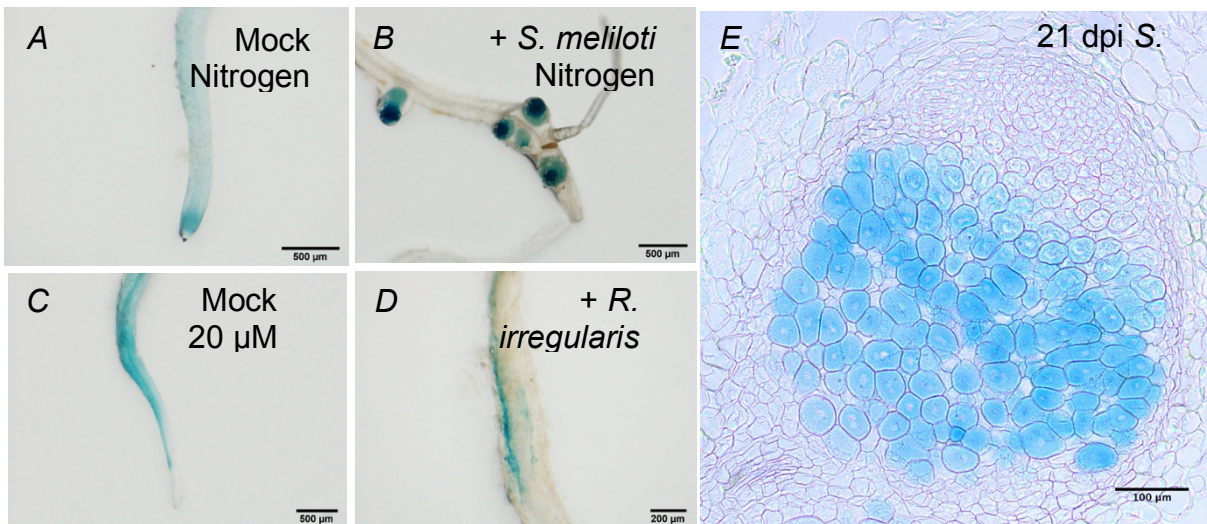 A
Mock
Nitrogen
500 µm
B
+ S. meliloti
Nitrogen
500 µm
C
Mock
20 µM
500 µm
D
+ R.
irregularis
200 µm
E
21 dpi S.
100 µm